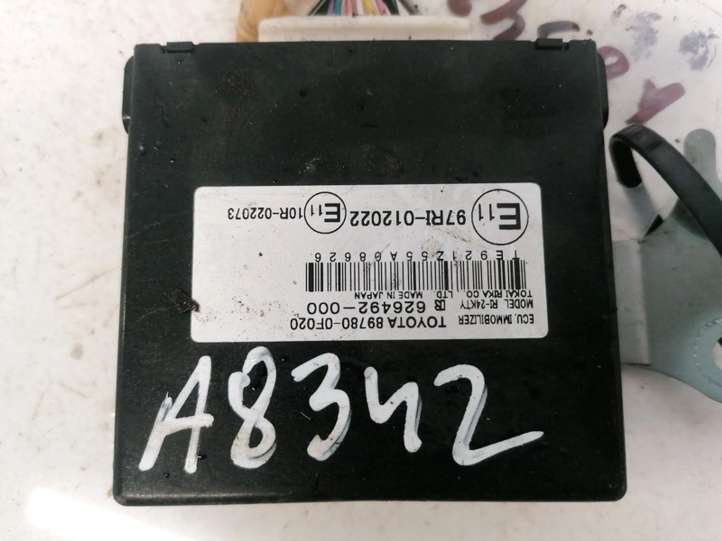 ECU, IMMOBILIZER
TOYOTA 89780-0F020
MODEL RI-24KTY
626492-000
TOKAI RIKA CO LTD
MADE IN JAPAN
TE921Z55A08626
E11 97RI-012022
E11 10R-022073
A8342